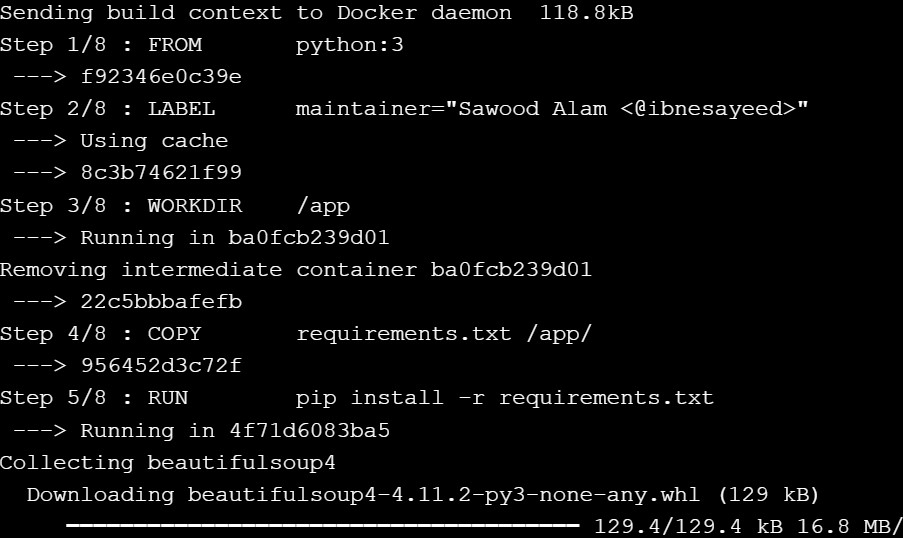 Sending build context to Docker daemon  118.8kB
Step 1/8 : FROM       python:3
 ---> f92346e0c39e
Step 2/8 : LABEL      maintainer="Sawood Alam <@ibnesayeed>"
 ---> Using cache
 ---> 8c3b74621f99
Step 3/8 : WORKDIR    /app
 ---> Running in ba0fcb239d01
Removing intermediate container ba0fcb239d01
 ---> 22c5bbbafefb
Step 4/8 : COPY       requirements.txt /app/
 ---> 956452d3c72f
Step 5/8 : RUN        pip install -r requirements.txt
 ---> Running in 4f71d6083ba5
Collecting beautifulsoup4
  Downloading beautifulsoup4-4.11.2-py3-none-any.whl (129 kB)
     ━━━━━━━━━━━━━━━━━━━━━━━━━━━━━━━━━━━━━━ 129.4/129.4 kB 16.8 MB/